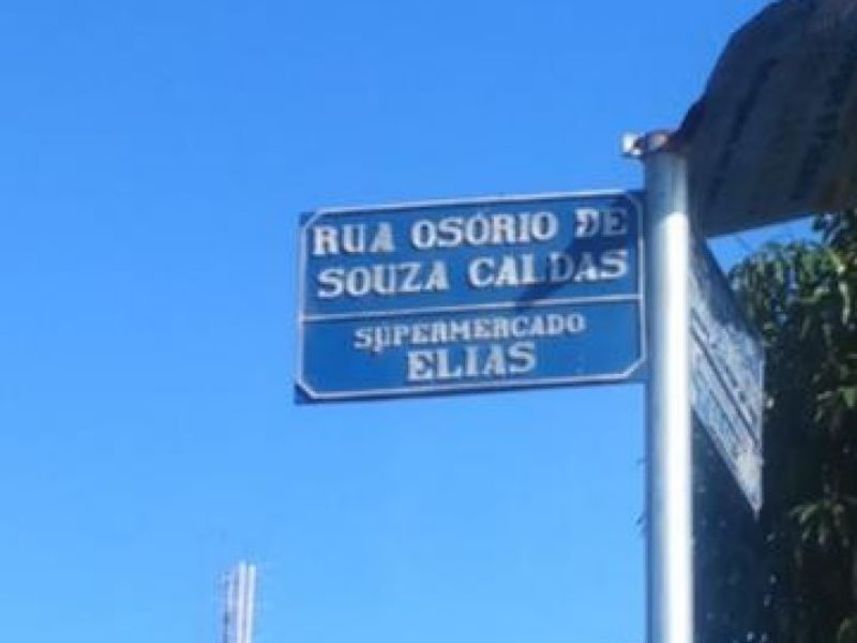 RUA OSÓRIO DE
SOUZA CALDAS
SUPERMERCADO
ELIAS